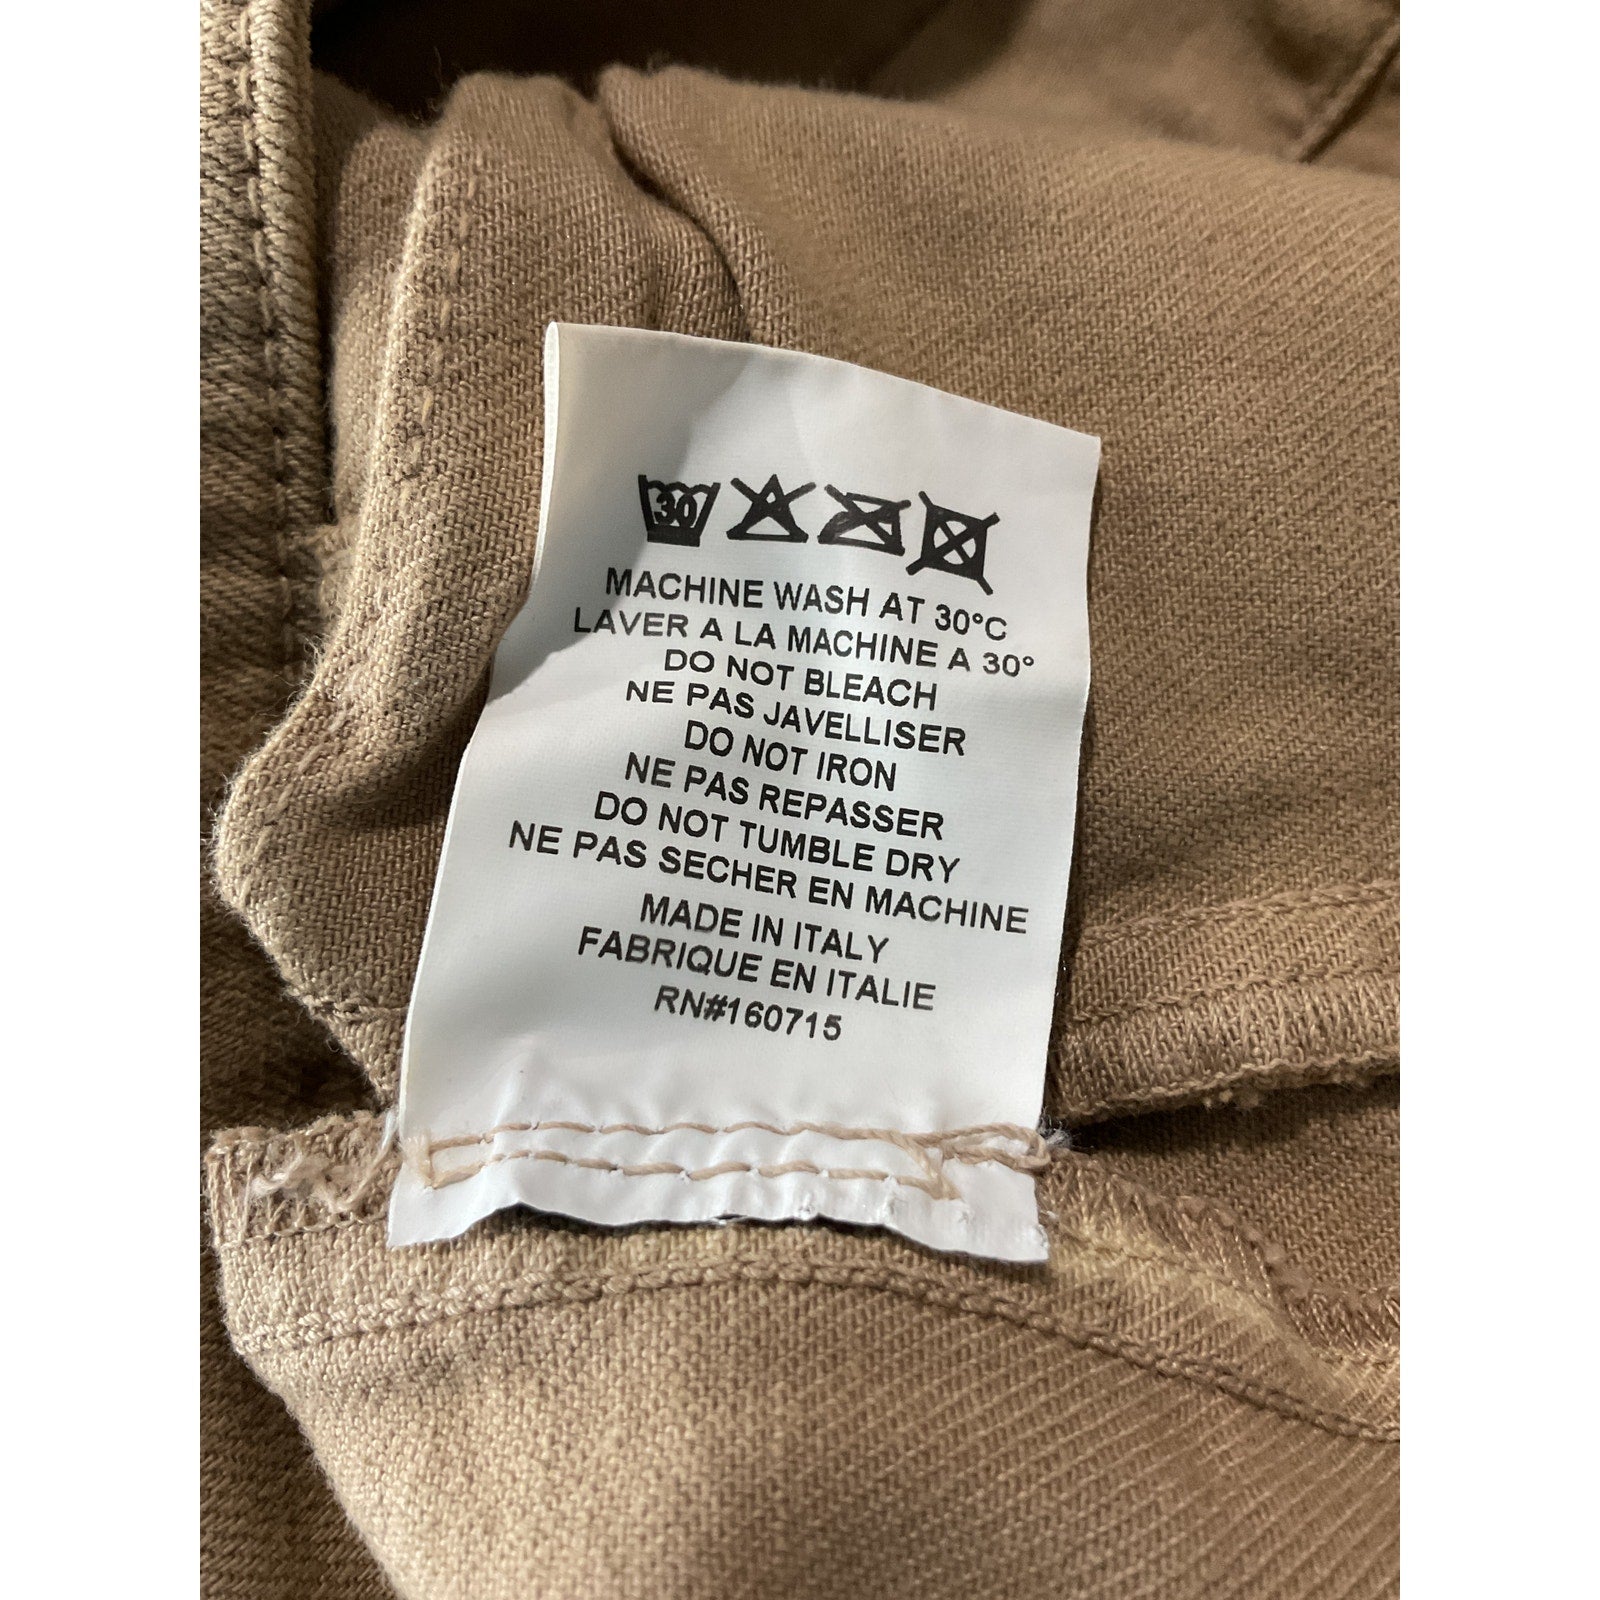 30
MACHINE WASH AT 30°C
LAVER A LA MACHINE A 30°
DO NOT BLEACH
NE PAS JAVELLISER
DO NOT IRON
NE PAS REPASSER
DO NOT TUMBLE DRY
NE PAS SECHER EN MACHINE
MADE IN ITALY
FABRIQUE EN ITALIE
RN#160715